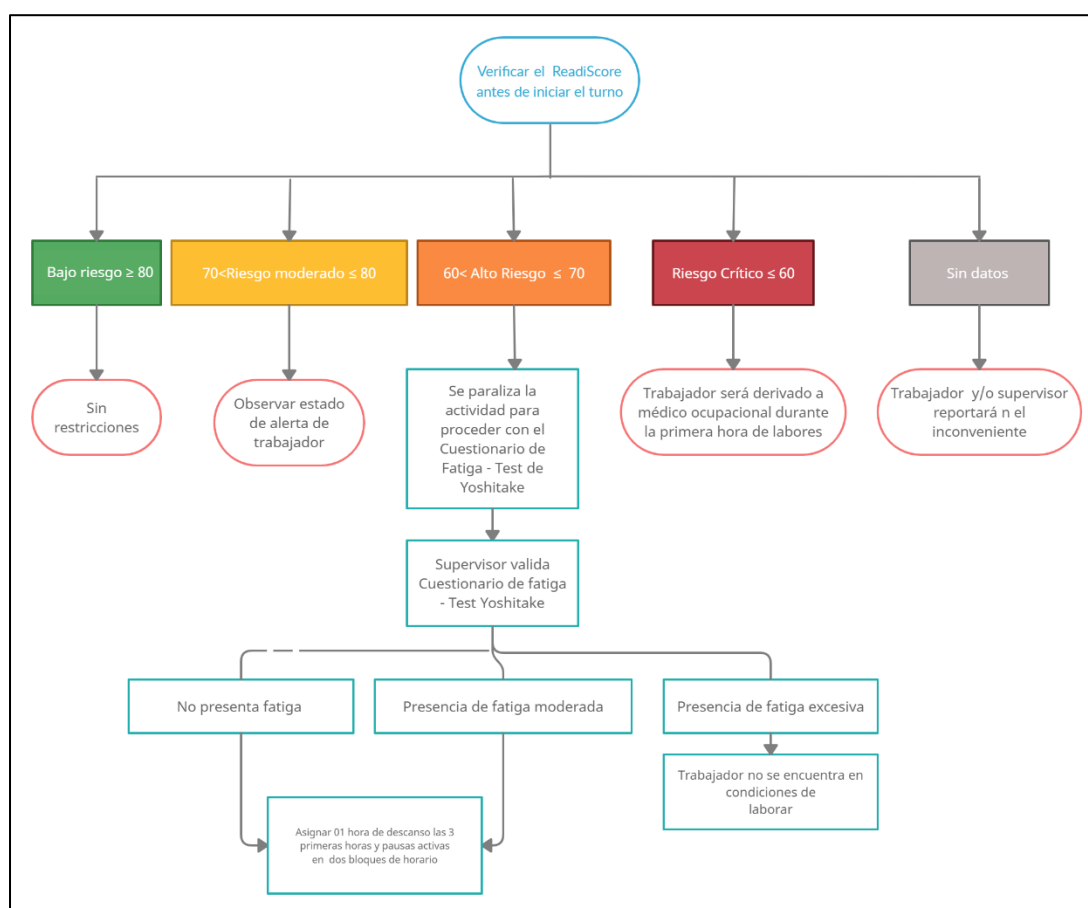 Verificar el ReadiScore
antes de iniciar el turno
Bajo riesgo ≥ 80
70<Riesgo moderado ≤ 80
60< Alto Riesgo ≤ 70
Riesgo Crítico ≤ 60
Sin datos
Sin
restricciones
Observar estado
de alerta de
trabajador
Se paraliza la
actividad para
proceder con el
Cuestionario de
Fatiga - Test de
Yoshitake
Trabajador será derivado a
médico ocupacional durante
la primera hora de labores
Trabajador y/o supervisor
reportará n el
inconveniente
Supervisor valida
Cuestionario de fatiga
- Test Yoshitake
No presenta fatiga
Presencia de fatiga moderada
Presencia de fatiga excesiva
Trabajador no se encuentra en
condiciones de
laborar
Asignar 01 hora de descanso las 3
primeras horas y pausas activas
en dos bloques de horario